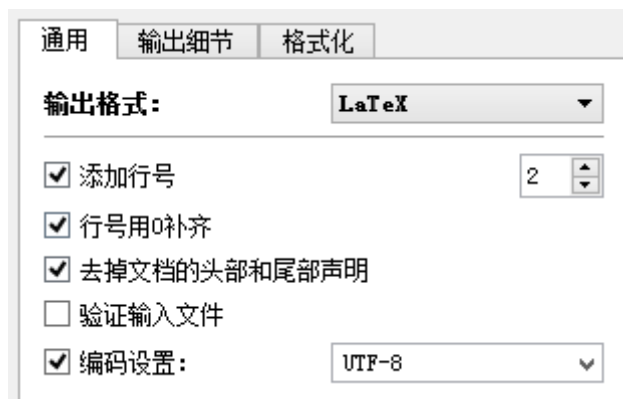 通用 输出细节 格式化
输出格式: LaTeX
添加行号 2
行号用0补齐
去掉文档的头部和尾部声明
验证输入文件
编码设置: UTF-8